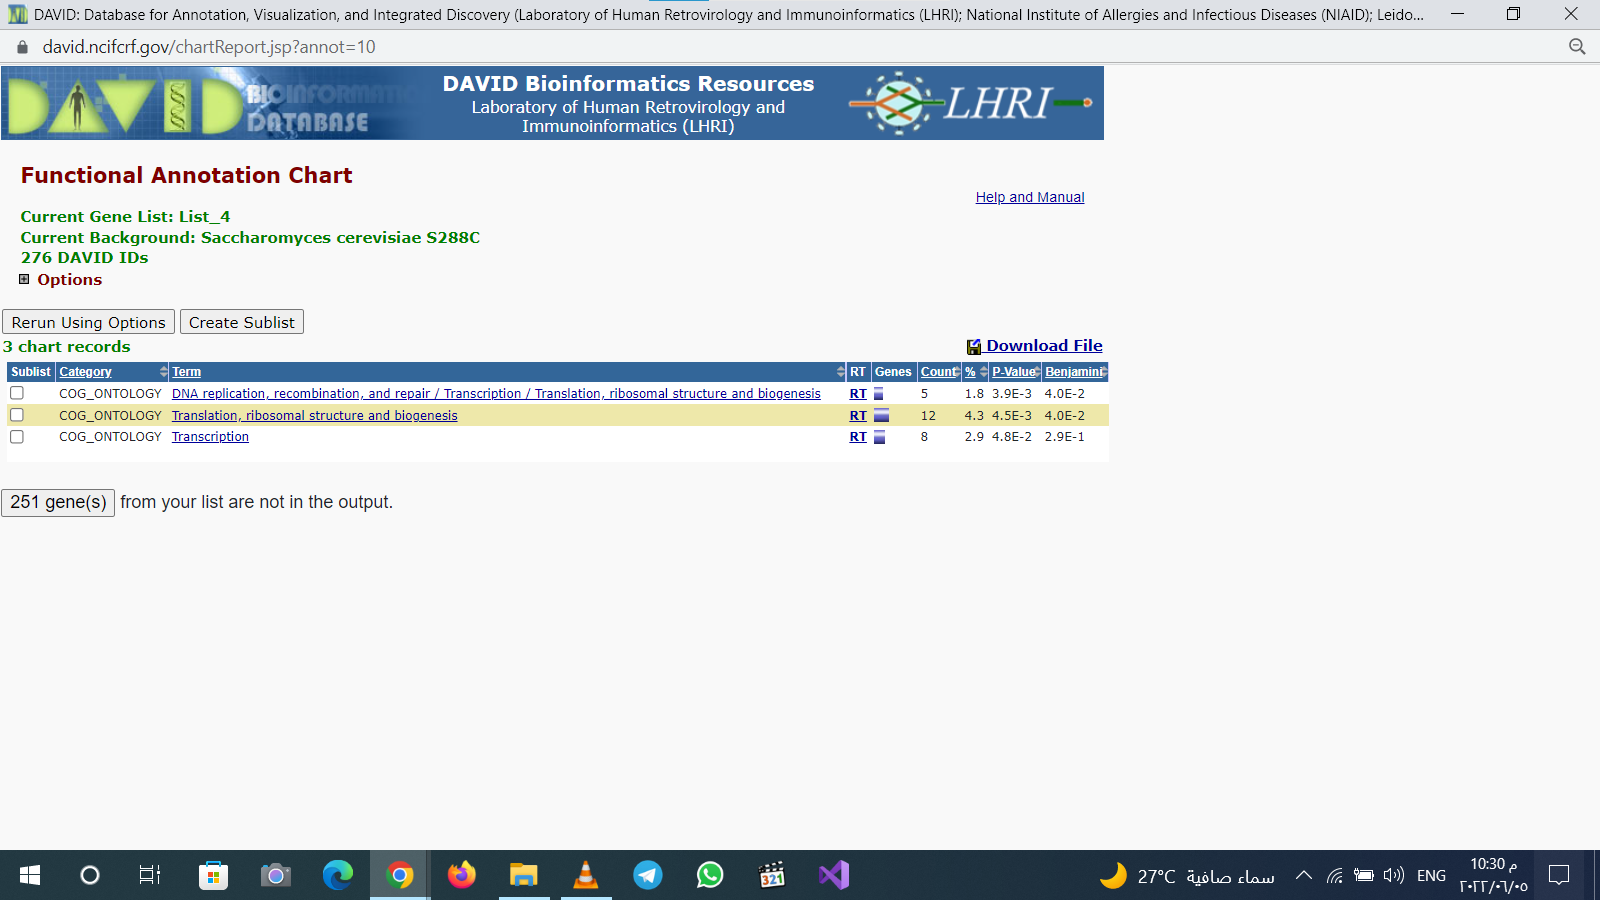 DAVID: Database for Annotation, Visualization, and Integrated Discovery (Laboratory of Human Retrovirology and Immunoinformatics (LHRI); National Institute of Allergies and Infectious Diseases (NIAID); Leido...
david.ncifcrf.gov/chartReport.jsp?annot=10
DAVID BIOINFORMATICS DATABASE
DAVID Bioinformatics Resources
Laboratory of Human Retrovirology and
Immunoinformatics (LHRI)
LHRI
Functional Annotation Chart
Help and Manual
Current Gene List: List_4
Current Background: Saccharomyces cerevisiae S288C
276 DAVID IDs
Options
Rerun Using Options Create Sublist
3 chart records Download File
Sublist Category Term RT Genes Count % P-Value Benjamini
COG_ONTOLOGY DNA replication, recombination, and repair / Transcription / Translation, ribosomal structure and biogenesis RT 5 1.8 3.9E-3 4.0E-2
COG_ONTOLOGY Translation, ribosomal structure and biogenesis RT 12 4.3 4.5E-3 4.0E-2
COG_ONTOLOGY Transcription RT 8 2.9 4.8E-2 2.9E-1
251 gene(s) from your list are not in the output.
321
27°C سماء صافية ENG
10:30 م
٢٠٢٢/٠٦/٠٥